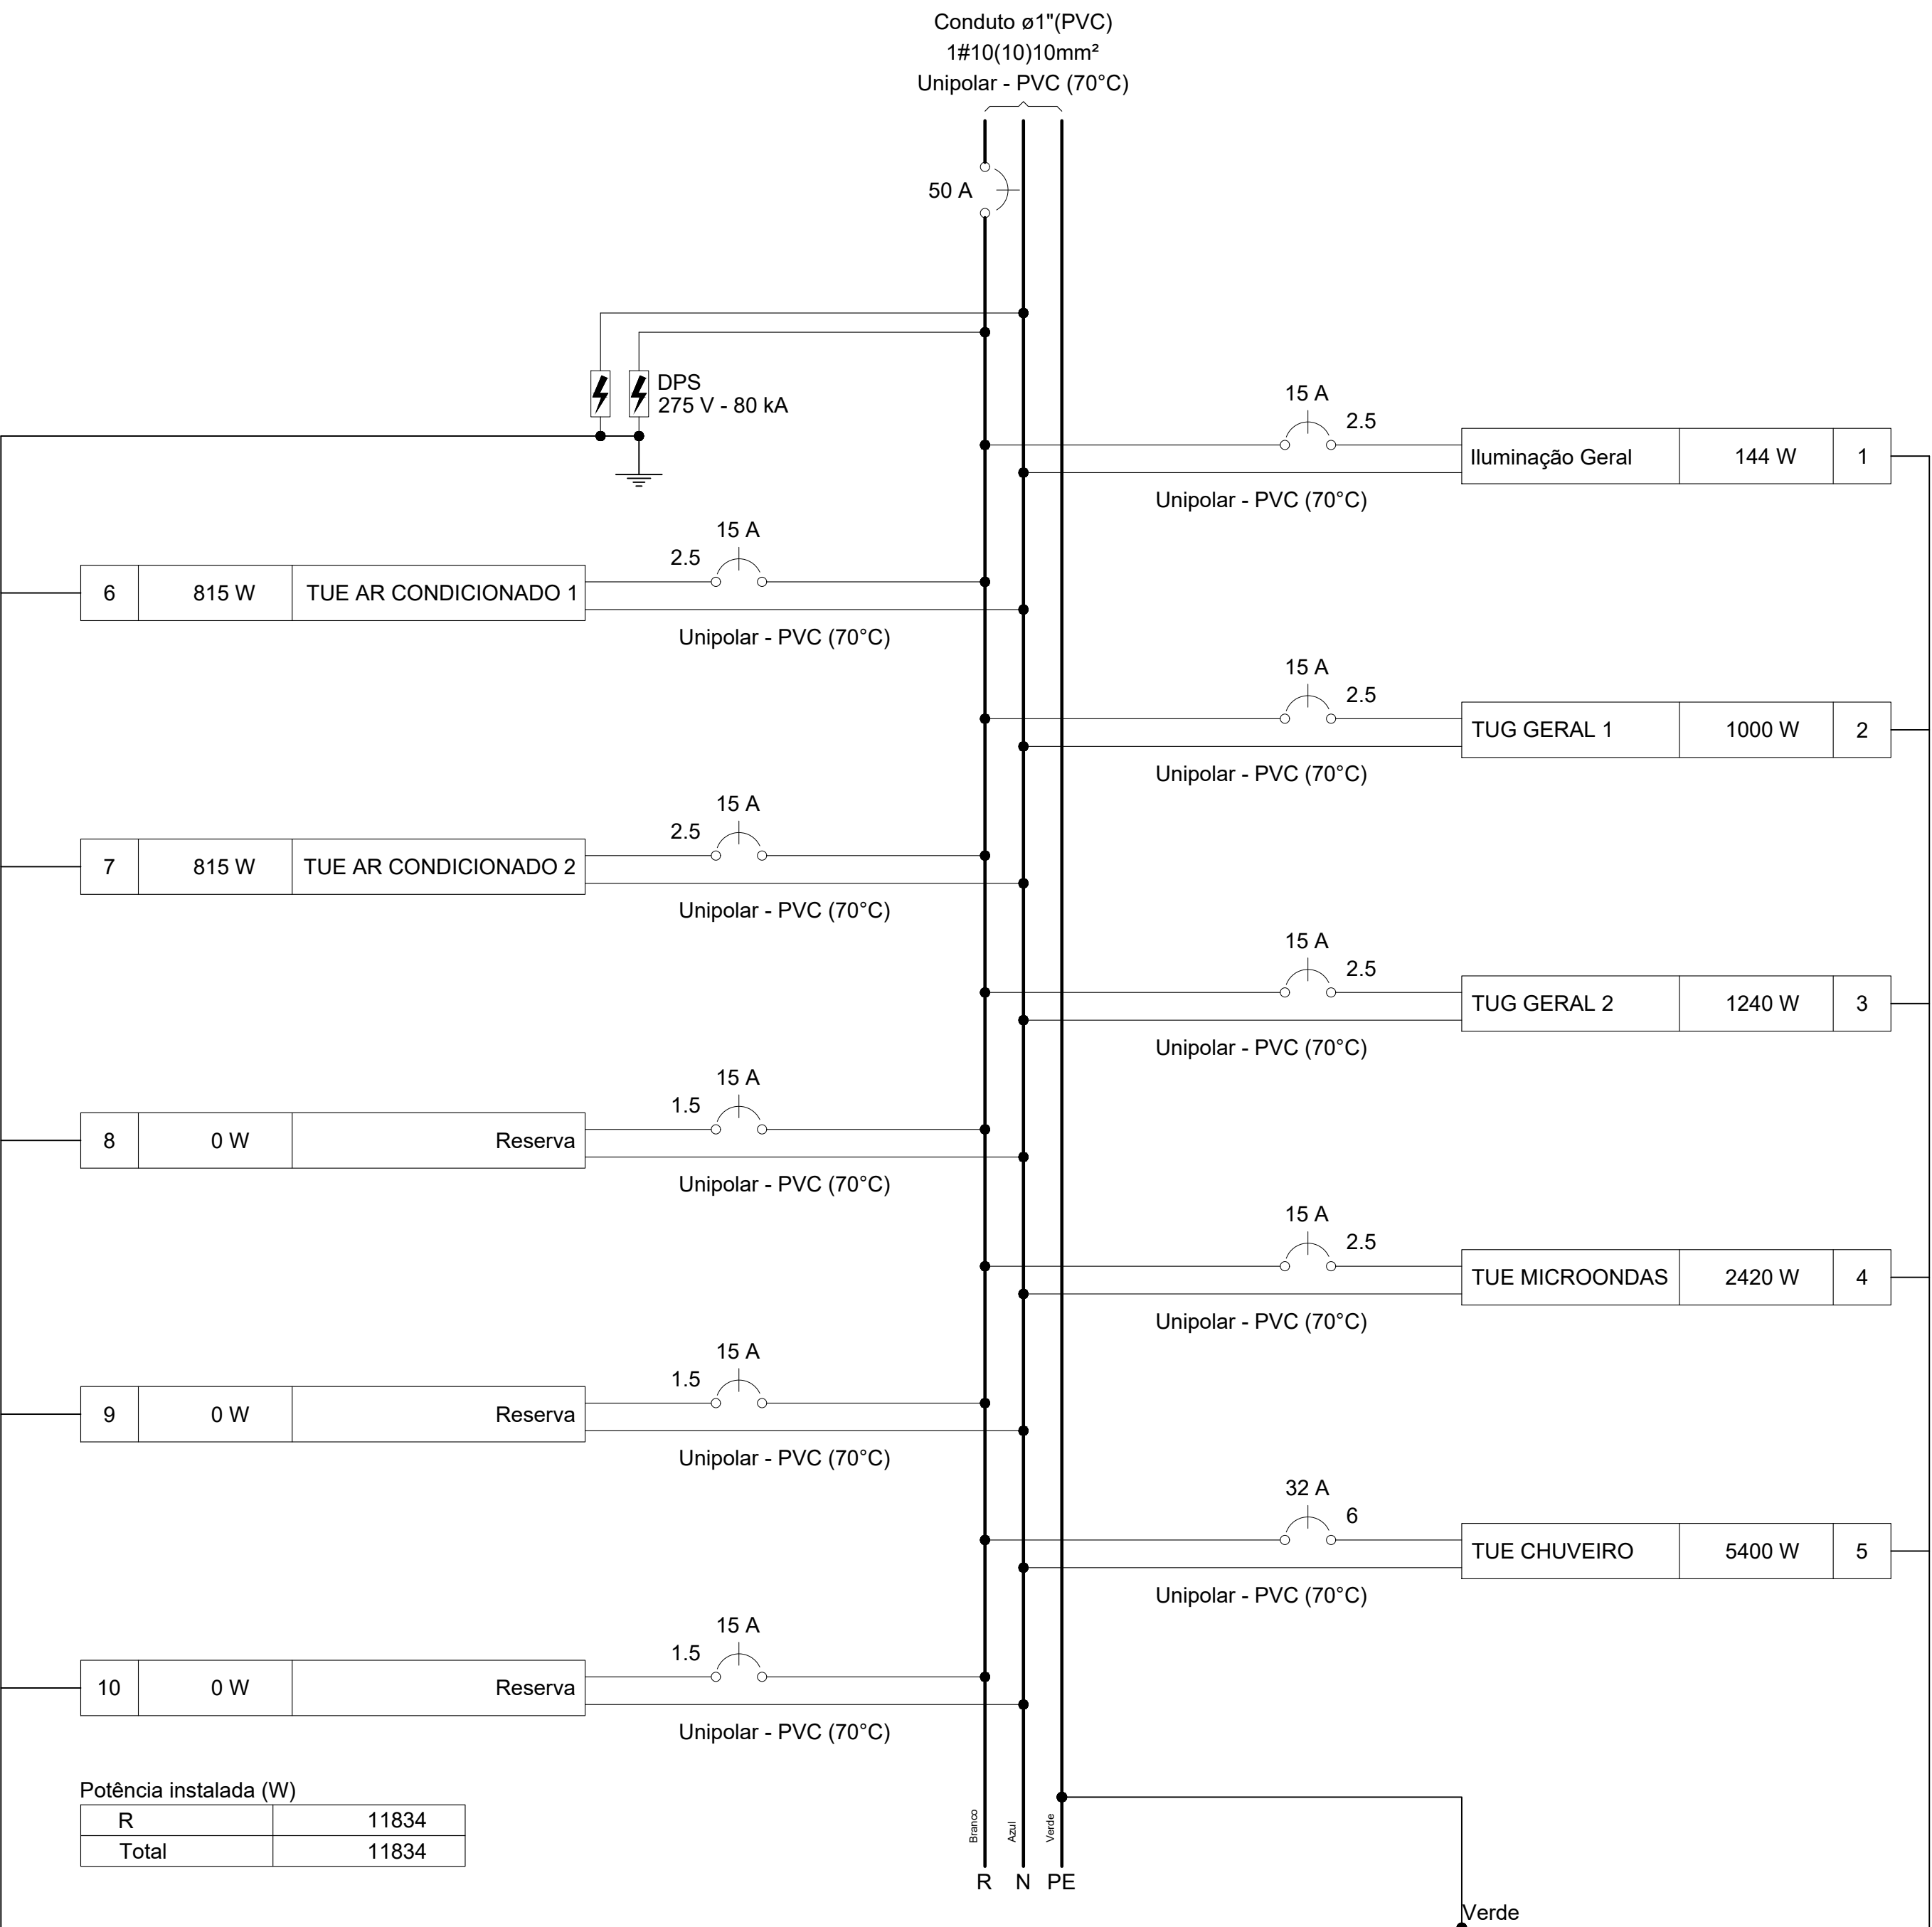 Conduto ø1"(PVC)
1#10(10)10mm²
Unipolar - PVC (70°C)
50 A
DPS
275 V - 80 kA
15 A
2.5
Iluminação Geral 144 W 1
Unipolar - PVC (70°C)
15 A
2.5
6 815 W TUE AR CONDICIONADO 1
Unipolar - PVC (70°C)
15 A
2.5
TUG GERAL 1 1000 W 2
Unipolar - PVC (70°C)
15 A
2.5
7 815 W TUE AR CONDICIONADO 2
Unipolar - PVC (70°C)
15 A
2.5
TUG GERAL 2 1240 W 3
Unipolar - PVC (70°C)
15 A
1.5
8 0 W Reserva
Unipolar - PVC (70°C)
15 A
2.5
TUE MICROONDAS 2420 W 4
Unipolar - PVC (70°C)
15 A
1.5
9 0 W Reserva
Unipolar - PVC (70°C)
32 A
6
TUE CHUVEIRO 5400 W 5
Unipolar - PVC (70°C)
15 A
1.5
10 0 W Reserva
Unipolar - PVC (70°C)
Potência instalada (W)
R 11834
Total 11834
Branco
Azul
Verde
R N PE
Verde